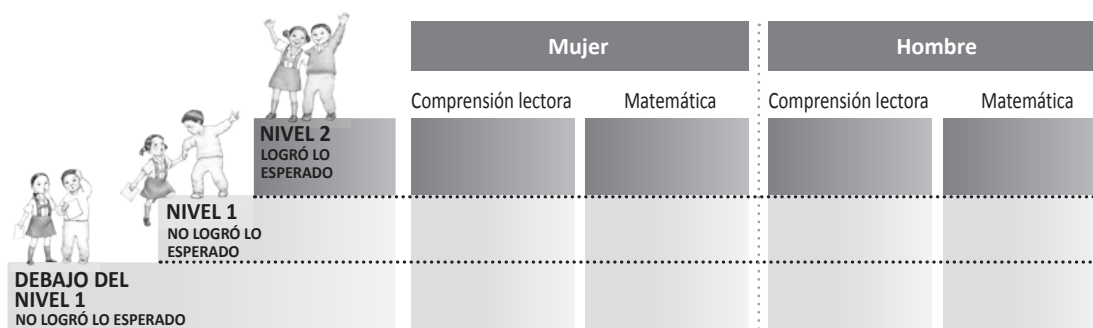 Mujer
Hombre
Comprensión lectora
Matemática
Comprensión lectora
Matemática
NIVEL 2
LOGRÓ LO
ESPERADO
NIVEL 1
NO LOGRÓ LO
ESPERADO
DEBAJO DEL
NIVEL 1
NO LOGRÓ LO ESPERADO